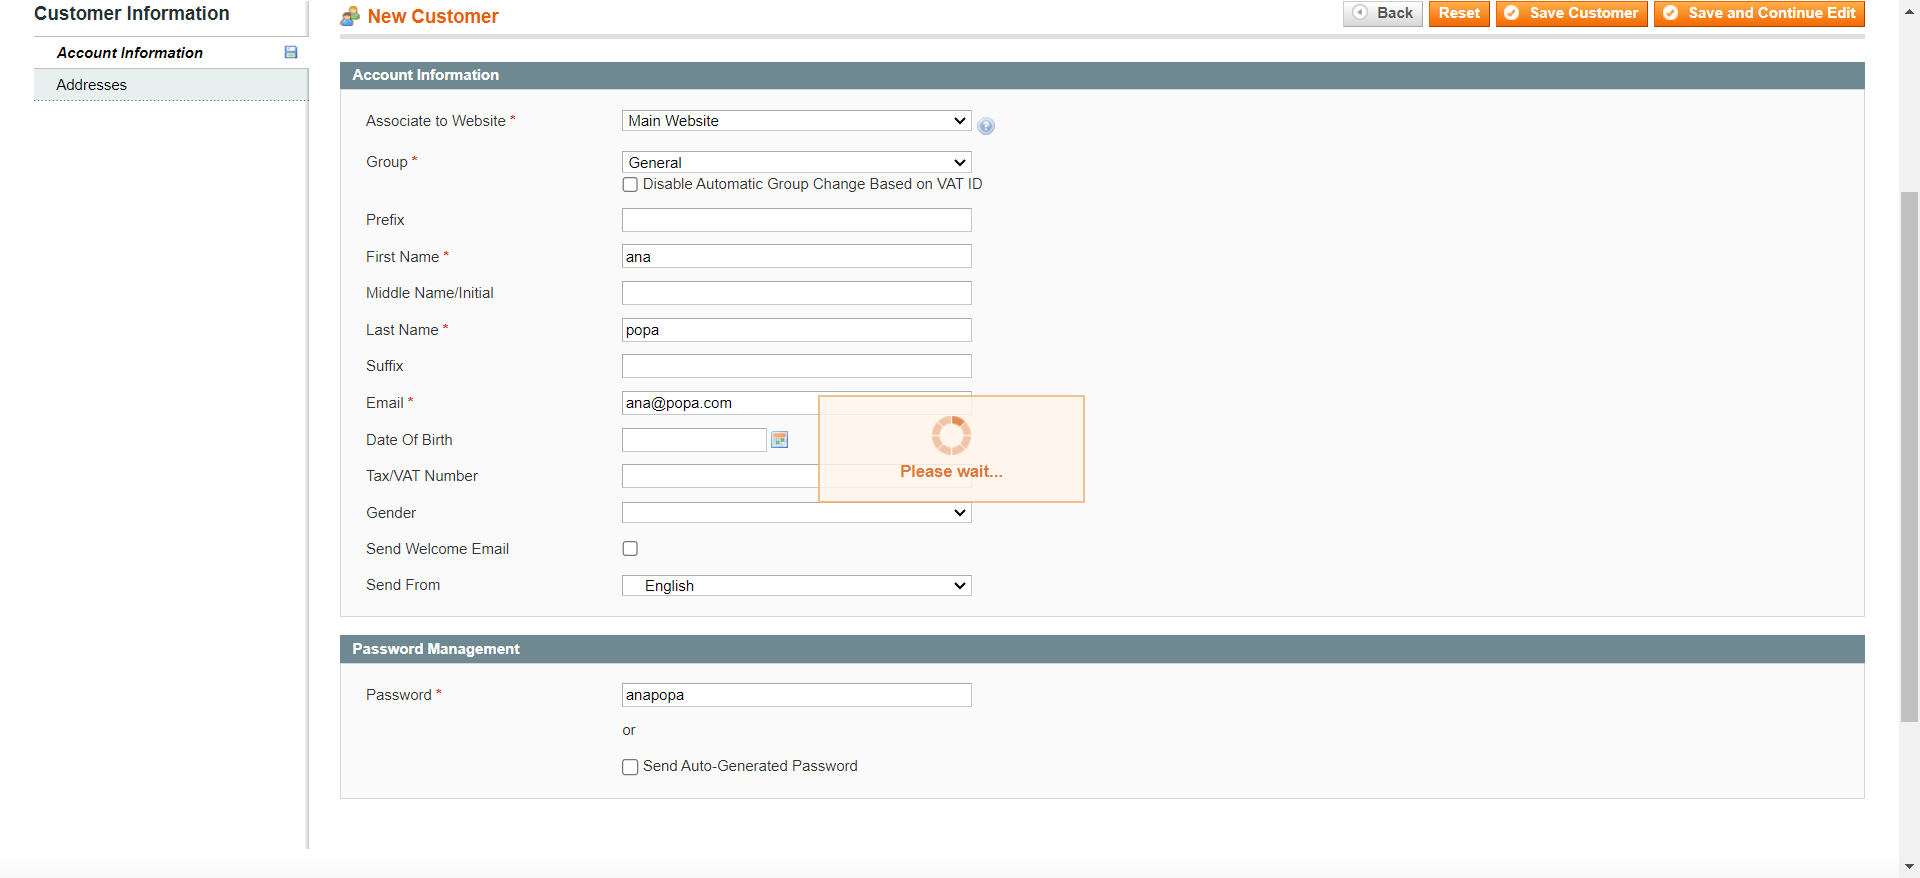 Customer Information
Account Information
Addresses
New Customer
Back Reset Save Customer Save and Continue Edit
Account Information
Associate to Website * Main Website
Group * General
Disable Automatic Group Change Based on VAT ID
Prefix
First Name * ana
Middle Name/Initial
Last Name * popa
Suffix
Email * ana@popa.com
Date Of Birth
Please wait...
Tax/VAT Number
Gender
Send Welcome Email
Send From English
Password Management
Password * anapopa
or
Send Auto-Generated Password